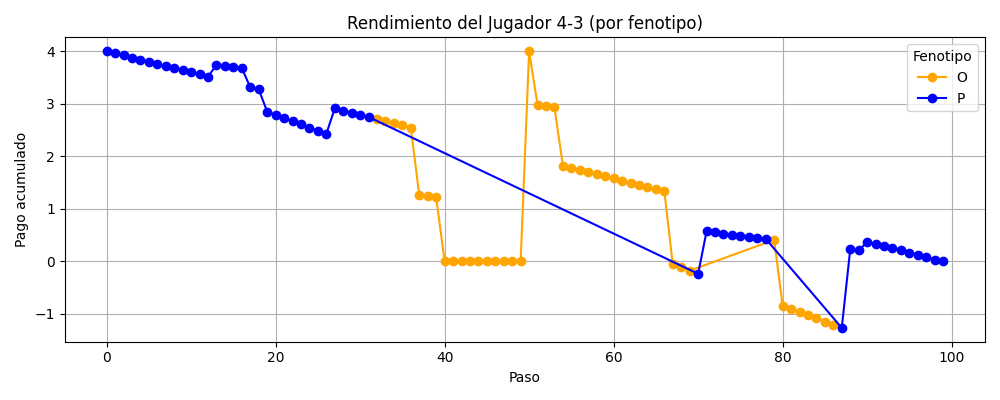 Rendimiento del Jugador 4-3 (por fenotipo)
Fenotipo
O
P
Pago acumulado
4
3
2
1
0
−1
0 20 40 60 80 100
Paso